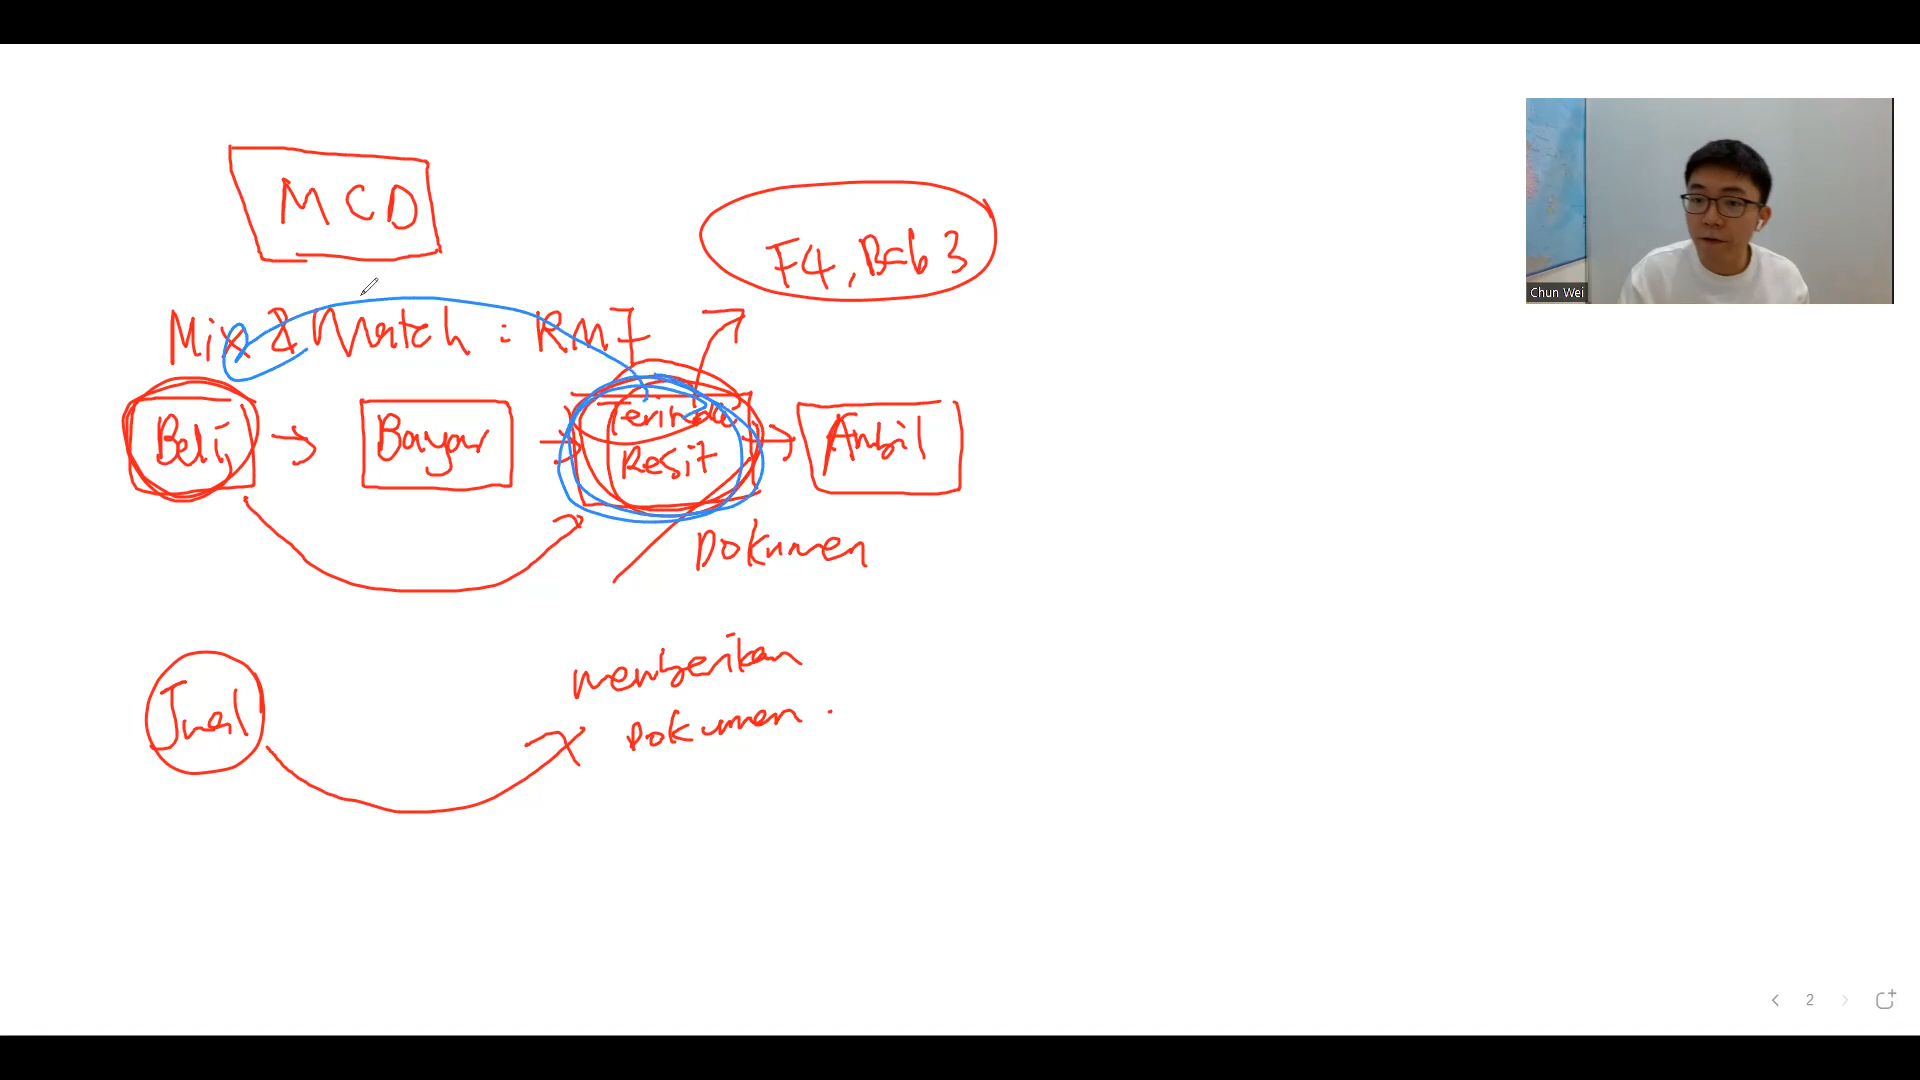 MCD
F4, Bab 3
Mix & Match : RM7
Beli
Bayar
Terima
Resit
Ambil
Dokumen
Jual
memberikan
Dokumen.
Chun Wei
2